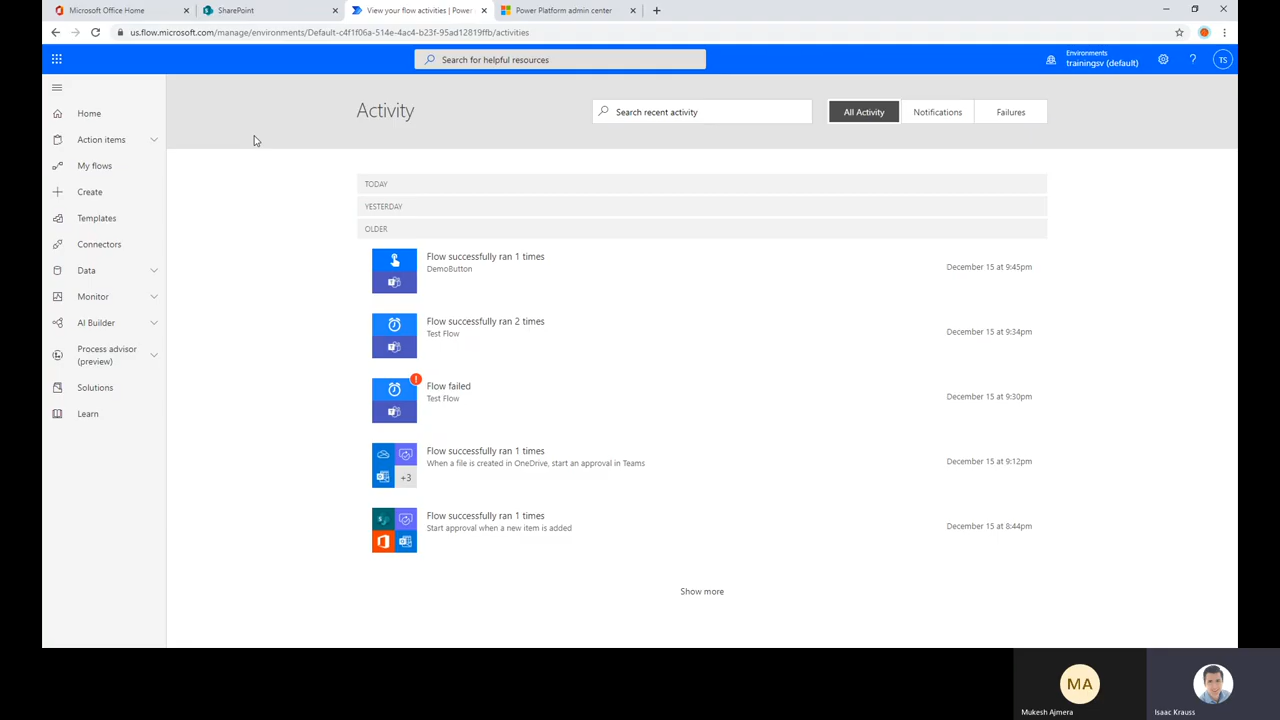 Microsoft Office Home
SharePoint
View your flow activities | Power
Power Platform admin center
us.flow.microsoft.com/manage/environments/Default-c4f1f06a-514e-4ac4-b23f-95ad12819ffb/activities
Search for helpful resources
Environments
trainingsv (default)
TS
Home
Action items
My flows
Create
Templates
Connectors
Data
Monitor
AI Builder
Process advisor
(preview)
Solutions
Learn
Activity
Search recent activity
All Activity
Notifications
Failures
TODAY
YESTERDAY
OLDER
Flow successfully ran 1 times
DemoButton
December 15 at 9:45pm
Flow successfully ran 2 times
Test Flow
December 15 at 9:34pm
Flow failed
Test Flow
December 15 at 9:30pm
+3
Flow successfully ran 1 times
When a file is created in OneDrive, start an approval in Teams
December 15 at 9:12pm
Flow successfully ran 1 times
Start approval when a new item is added
December 15 at 8:44pm
Show more
MA
Mukesh Ajmera
Isaac Krauss